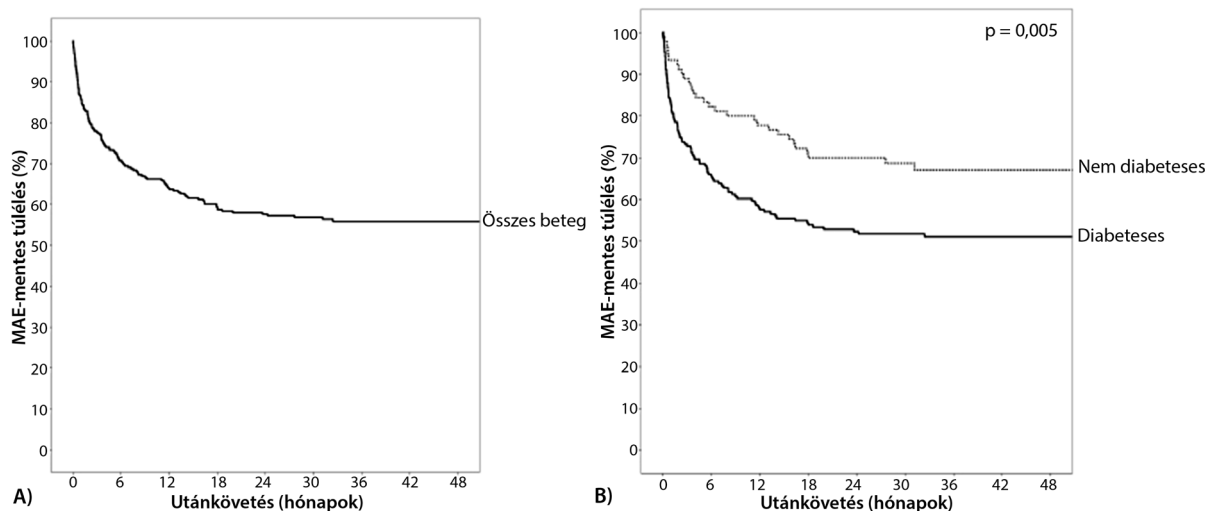 100
90
80
70
60
50
40
30
20
10
0
MAE-mentes túlélés (%)
Összes beteg
0 6 12 18 24 30 36 42 48
A)
Utánkövetés (hónapok)
p = 0,005
100
90
80
70
60
50
40
30
20
10
0
MAE-mentes túlélés (%)
Nem diabeteses
Diabeteses
0 6 12 18 24 30 36 42 48
B)
Utánkövetés (hónapok)